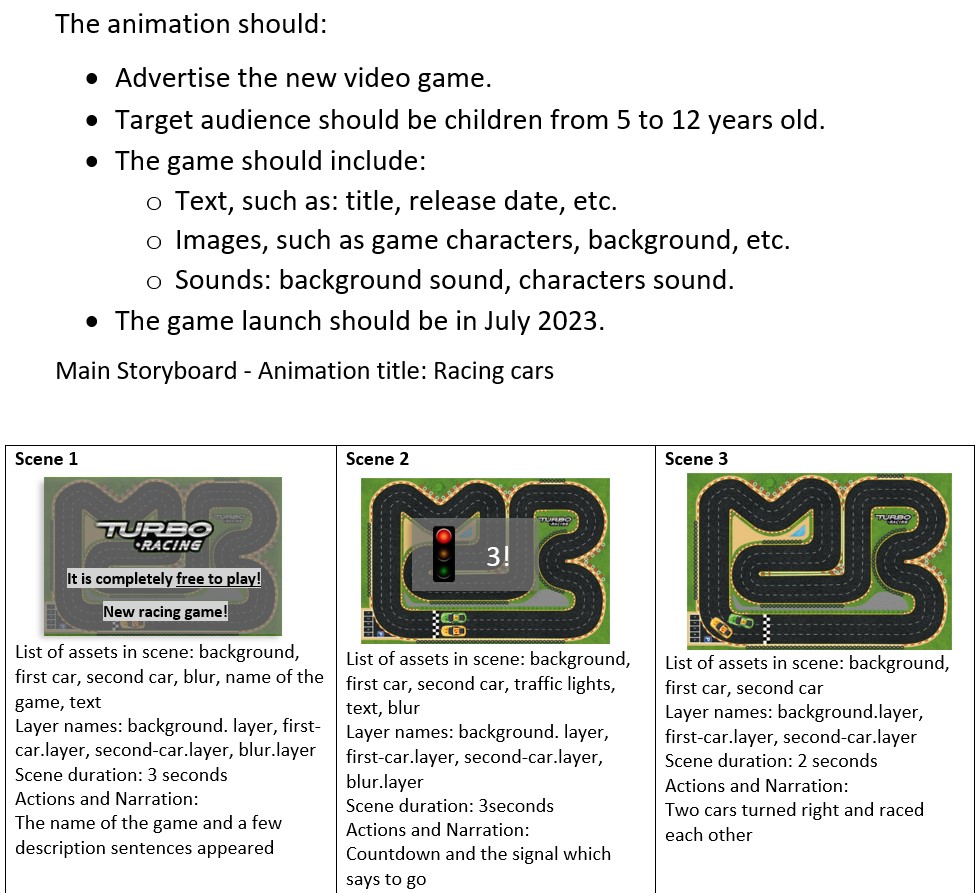 The animation should:
• Advertise the new video game.
• Target audience should be children from 5 to 12 years old.
• The game should include:
o Text, such as: title, release date, etc.
o Images, such as game characters, background, etc.
o Sounds: background sound, characters sound.
• The game launch should be in July 2023.
Main Storyboard - Animation title: Racing cars
Scene 1
TURBO
RACING
It is completely free to play!
New racing game!
List of assets in scene: background,
first car, second car, blur, name of the
game, text
Layer names: background. layer, first-
car.layer, second-car.layer, blur.layer
Scene duration: 3 seconds
Actions and Narration:
The name of the game and a few
description sentences appeared
Scene 2
TURBO
RACING
3!
List of assets in scene: background,
first car, second car, traffic lights,
text, blur
Layer names: background. layer,
first-car.layer, second-car.layer,
blur.layer
Scene duration: 3seconds
Actions and Narration:
Countdown and the signal which
says to go
Scene 3
TURBO
RACING
List of assets in scene: background,
first car, second car
Layer names: background.layer,
first-car.layer, second-car.layer
Scene duration: 2 seconds
Actions and Narration:
Two cars turned right and raced
each other